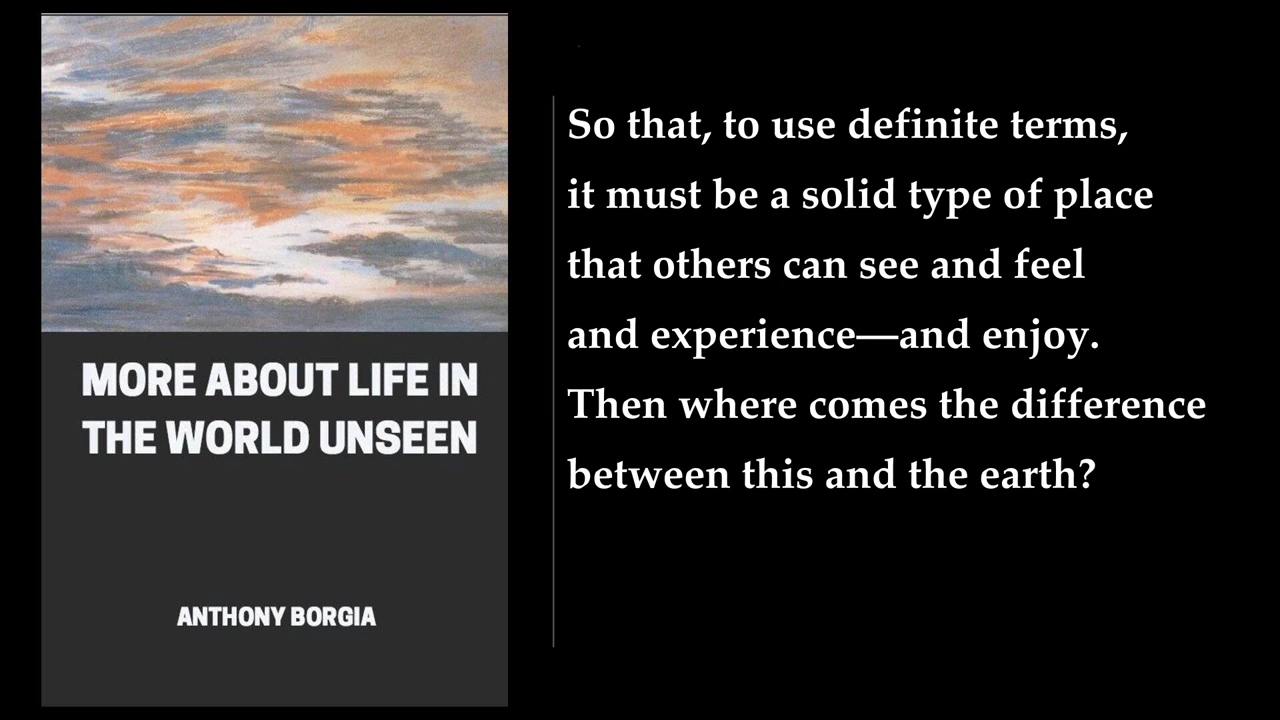 MORE ABOUT LIFE IN
THE WORLD UNSEEN
ANTHONY BORGIA
So that, to use definite terms,
it must be a solid type of place
that others can see and feel
and experience—and enjoy.
Then where comes the difference
between this and the earth?